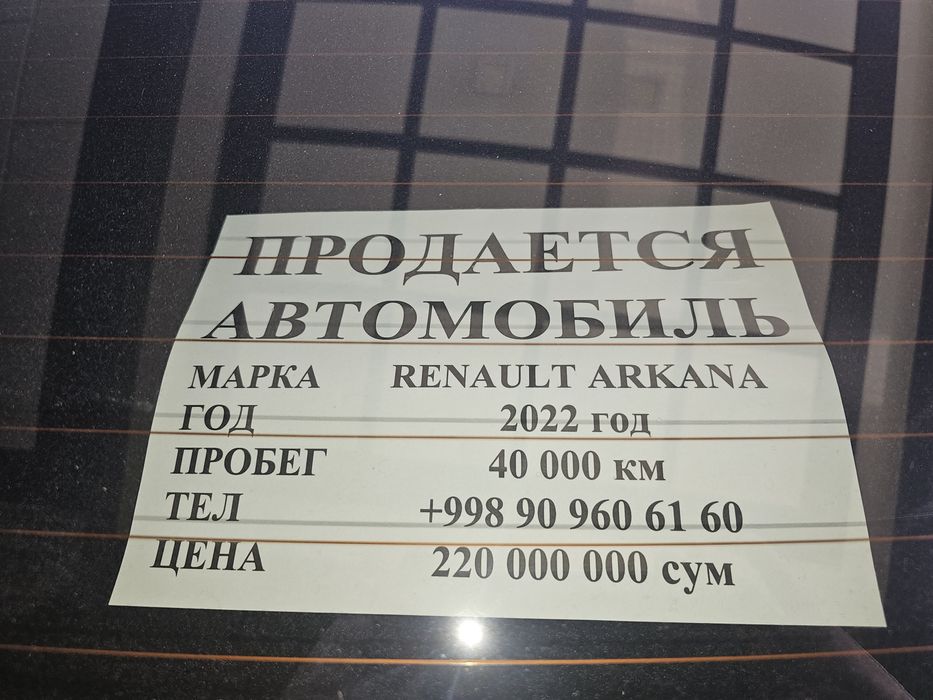 ПРОДАЕТСЯ
АВТОМОБИЛЬ
МАРКА RENAULT ARKANA
ГОД 2022 год
ПРОБЕГ 40 000 км
ТЕЛ +998 90 960 61 60
ЦЕНА 220 000 000 сум